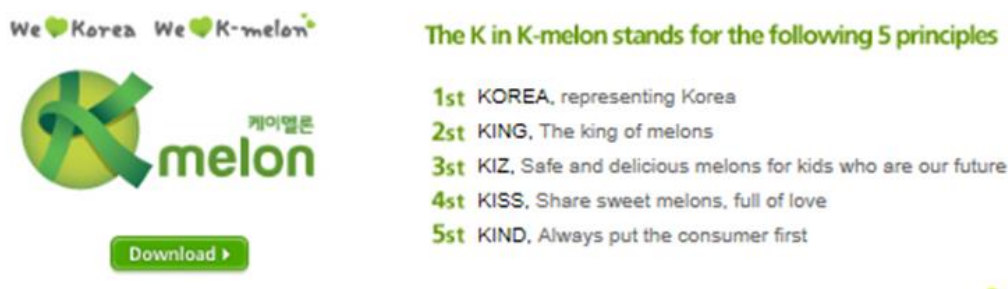 We Korea We K-melon
케이멜론
K melon
Download
The K in K-melon stands for the following 5 principles
1st KOREA, representing Korea
2st KING, The king of melons
3st KIZ, Safe and delicious melons for kids who are our future
4st KISS, Share sweet melons, full of love
5st KIND, Always put the consumer first